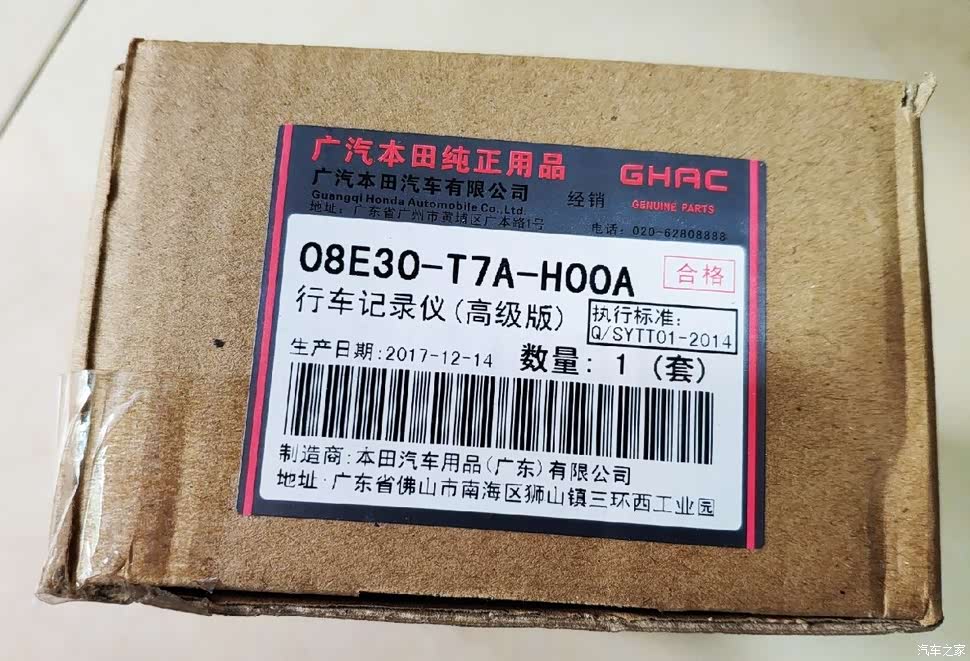 广汽本田纯正用品
GHAC
广汽本田汽车有限公司 经销
GENUINE PARTS
Guangqi Honda Automobile Co.,Ltd.
地址：广东省广州市黄埔区广本路1号 电话：020-62808888
08E30-T7A-H00A
合格
行车记录仪(高级版)
执行标准：
Q/SYTT01-2014
生产日期:2017-12-14 数量：1 (套)
制造商:本田汽车用品(广东)有限公司
地址:广东省佛山市南海区狮山镇三环西工业园
汽车之家